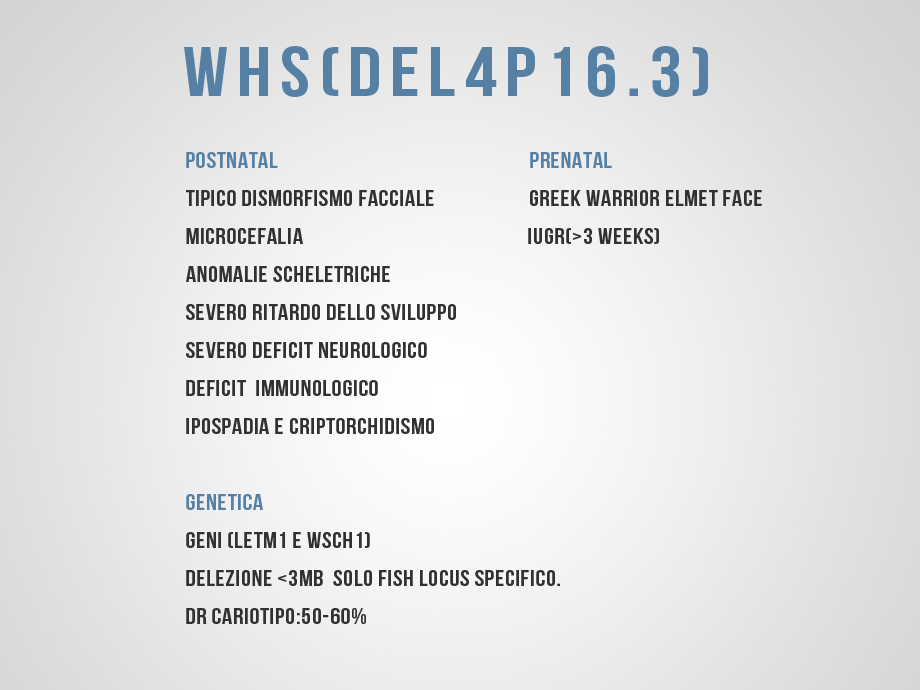 WHS(DEL4P16.3)
POSTNATAL
TIPICO DISMORFISMO FACCIALE
MICROCEFALIA
ANOMALIE SCHELETRICHE
SEVERO RITARDO DELLO SVILUPPO
SEVERO DEFICIT NEUROLOGICO
DEFICIT IMMUNOLOGICO
IPOSPADIA E CRIPTORCHIDISMO
PRENATAL
GREEK WARRIOR ELMET FACE
IUGR(>3 WEEKS)
GENETICA
GENI (LETM1 E WSCH1)
DELEZIONE <3MB SOLO FISH LOCUS SPECIFICO.
DR CARIOTIPO:50-60%